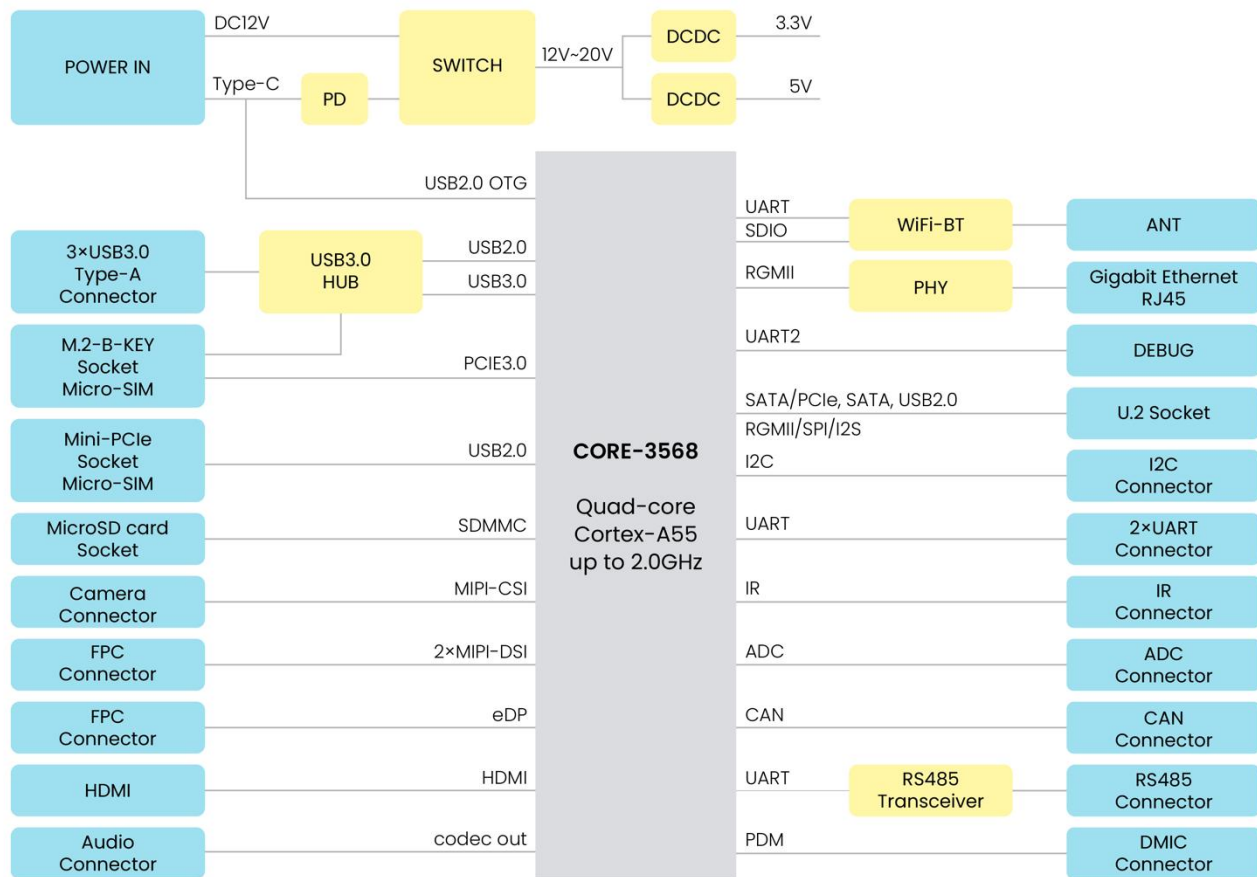 DC12V
POWER IN
Type-C
PD
SWITCH
12V~20V
DCDC
3.3V
DCDC
5V
USB2.0 OTG
3×USB3.0
Type-A
Connector
USB3.0
HUB
USB2.0
USB3.0
M.2-B-KEY
Socket
Micro-SIM
PCIE3.0
Mini-PCIe
Socket
Micro-SIM
USB2.0
MicroSD card
Socket
SDMMC
Camera
Connector
MIPI-CSI
FPC
Connector
2×MIPI-DSI
FPC
Connector
eDP
HDMI
HDMI
Audio
Connector
codec out
CORE-3568
Quad-core
Cortex-A55
up to 2.0GHz
UART
SDIO
WiFi-BT
ANT
RGMII
PHY
Gigabit Ethernet
RJ45
UART2
DEBUG
SATA/PCIe, SATA, USB2.0
RGMII/SPI/I2S
U.2 Socket
I2C
I2C
Connector
UART
2×UART
Connector
IR
IR
Connector
ADC
ADC
Connector
CAN
CAN
Connector
UART
RS485
Transceiver
RS485
Connector
PDM
DMIC
Connector